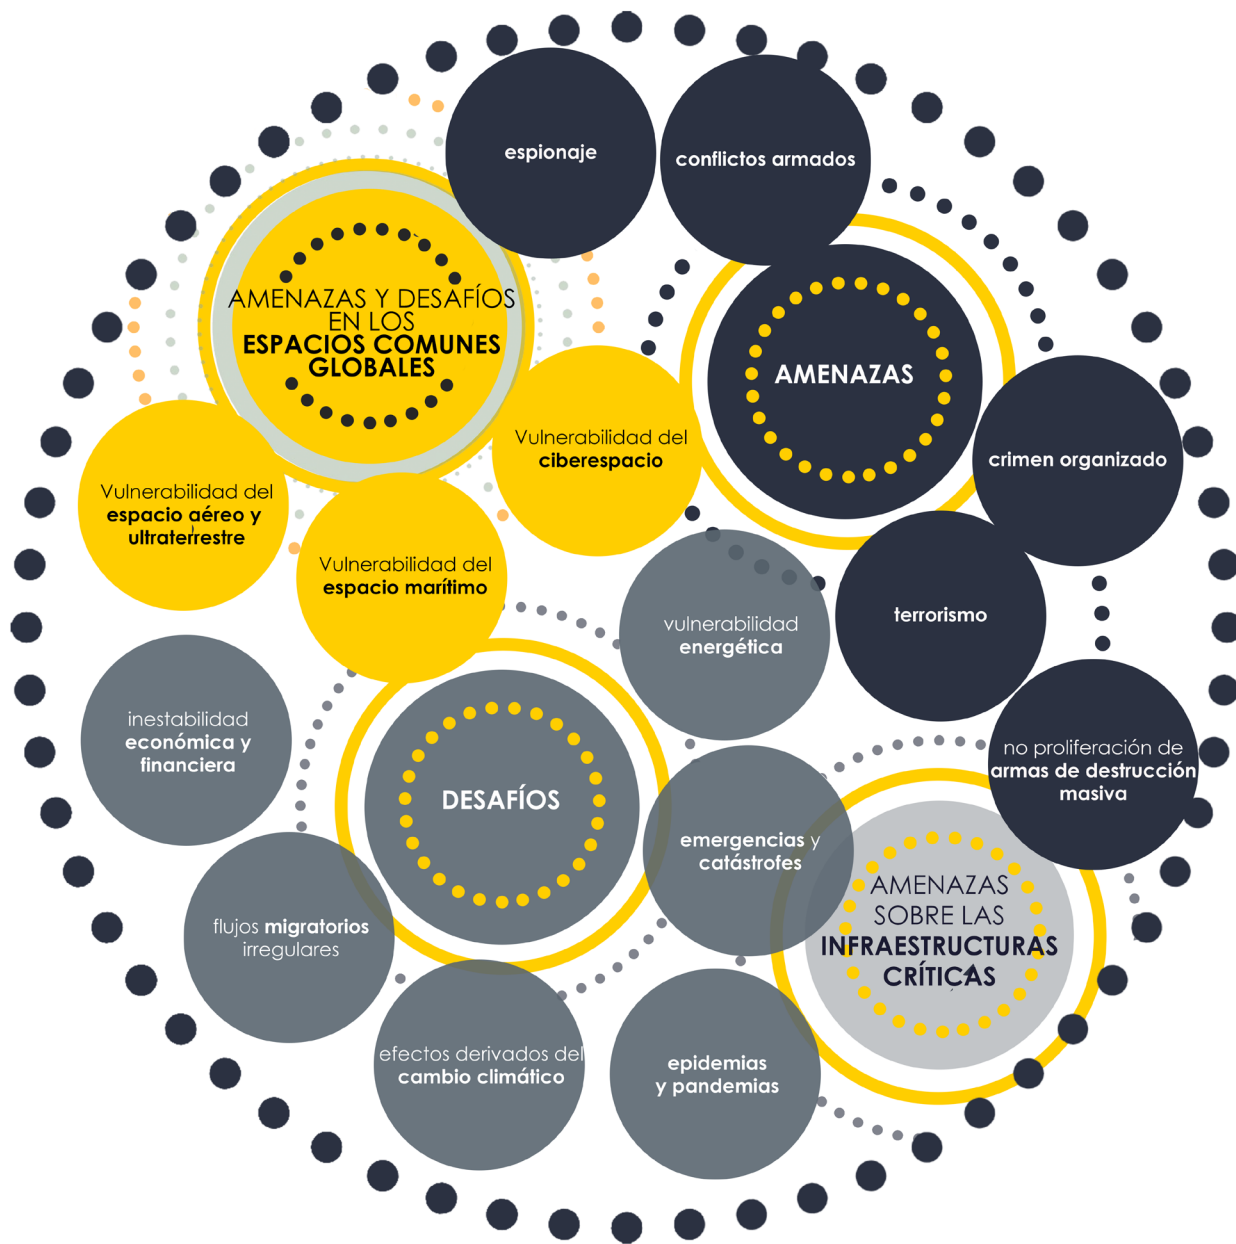 espionaje
conflictos armados
AMENAZAS Y DESAFÍOS
EN LOS
ESPACIOS COMUNES
GLOBALES
AMENAZAS
Vulnerabilidad del
ciberespacio
crimen organizado
Vulnerabilidad del
espacio aéreo y
ultraterrestre
Vulnerabilidad del
espacio marítimo
vulnerabilidad
energética
terrorismo
inestabilidad
económica y
financiera
no proliferación de
armas de destrucción
masiva
DESAFÍOS
emergencias y
catástrofes
AMENAZAS
SOBRE LAS
INFRAESTRUCTURAS
CRÍTICAS
flujos migratorios
irregulares
efectos derivados del
cambio climático
epidemias
y pandemias